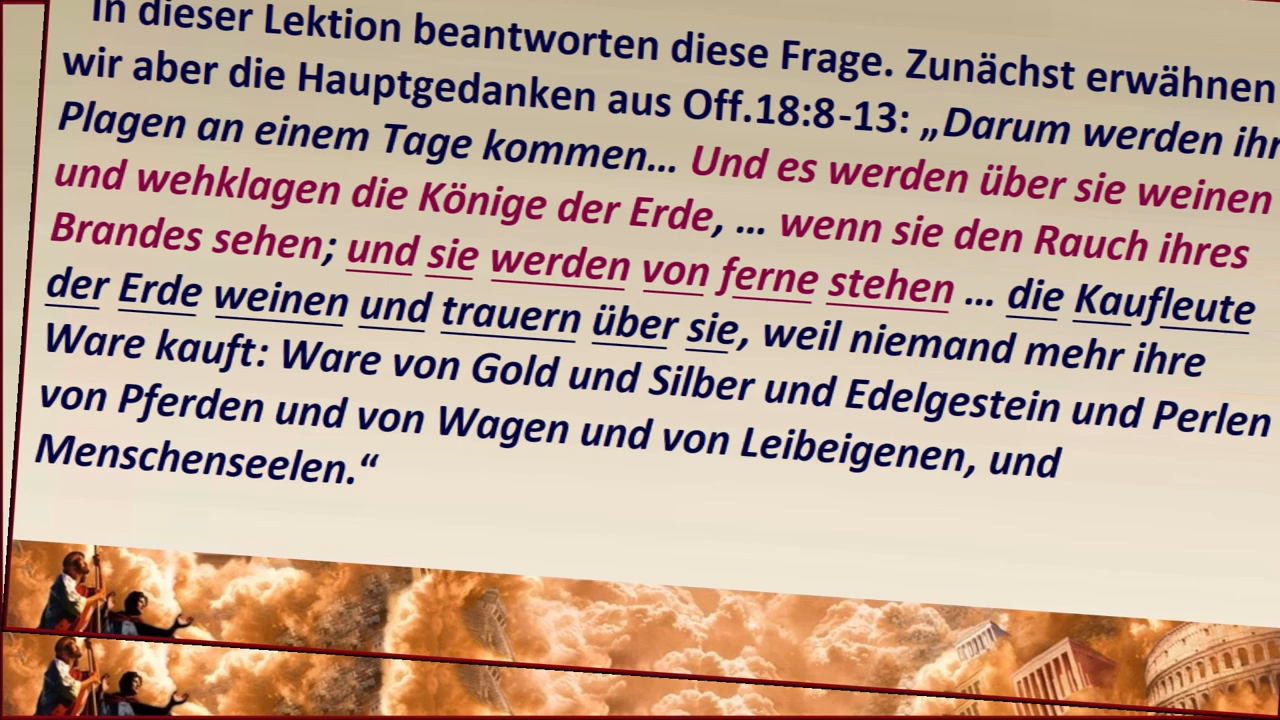 In dieser Lektion beantworten diese Frage. Zunächst erwähnen
wir aber die Hauptgedanken aus Off.18:8-13: „Darum werden ihr
Plagen an einem Tage kommen... Und es werden über sie weinen
und wehklagen die Könige der Erde, ... wenn sie den Rauch ihres
Brandes sehen; und sie werden von ferne stehen ... die Kaufleute
der Erde weinen und trauern über sie, weil niemand mehr ihre
Ware kauft: Ware von Gold und Silber und Edelgestein und Perlen
von Pferden und von Wagen und von Leibeigenen, und
Menschenseelen.“